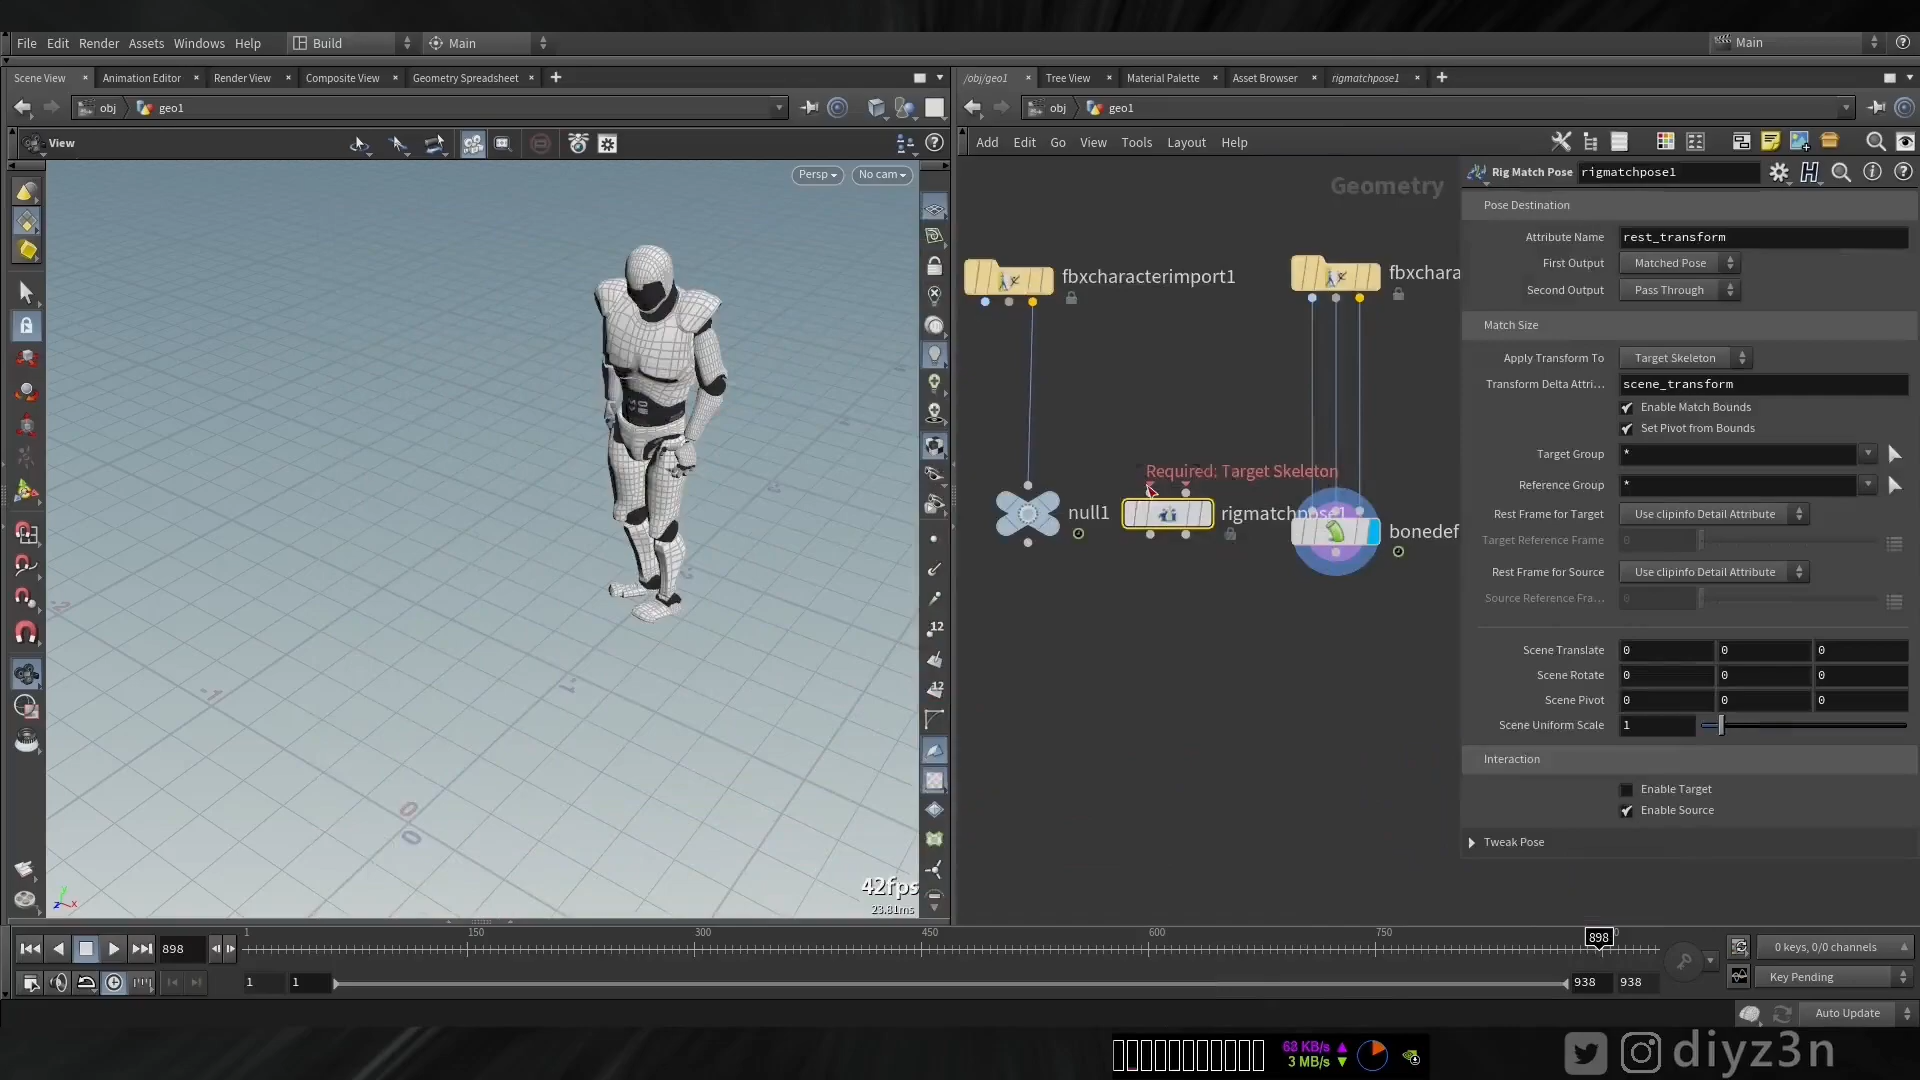 File Edit Render Assets Windows Help Build Main Main
Scene View Animation Editor Render View Composite View Geometry Spreadsheet
/obj/geo1 Tree View Material Palette Asset Browser rigmatchpose1
obj geo1
obj geo1
View
Add Edit Go View Tools Layout Help
Persp No cam
Geometry
fbxcharacterimport1
fbxchara
Required: Target Skeleton
null1
rigmatchpose1
bonedef
Rig Match Pose rigmatchpose1
Pose Destination
Attribute Name rest_transform
First Output Matched Pose
Second Output Pass Through
Match Size
Apply Transform To Target Skeleton
Transform Delta Attri... scene_transform
Enable Match Bounds
Set Pivot from Bounds
Target Group *
Reference Group *
Rest Frame for Target Use clipinfo Detail Attribute
Target Reference Frame 0
Rest Frame for Source Use clipinfo Detail Attribute
Source Reference Fra... 0
Scene Translate 0 0 0
Scene Rotate 0 0 0
Scene Pivot 0 0 0
Scene Uniform Scale 1
Interaction
Enable Target
Enable Source
Tweak Pose
12
12
42fps
23.81ms
898
1 150 300 450 600 750 898
0 keys, 0/0 channels
1 1 938 938
Key Pending
Auto Update
63 KB/s
3 MB/s
diyz3n